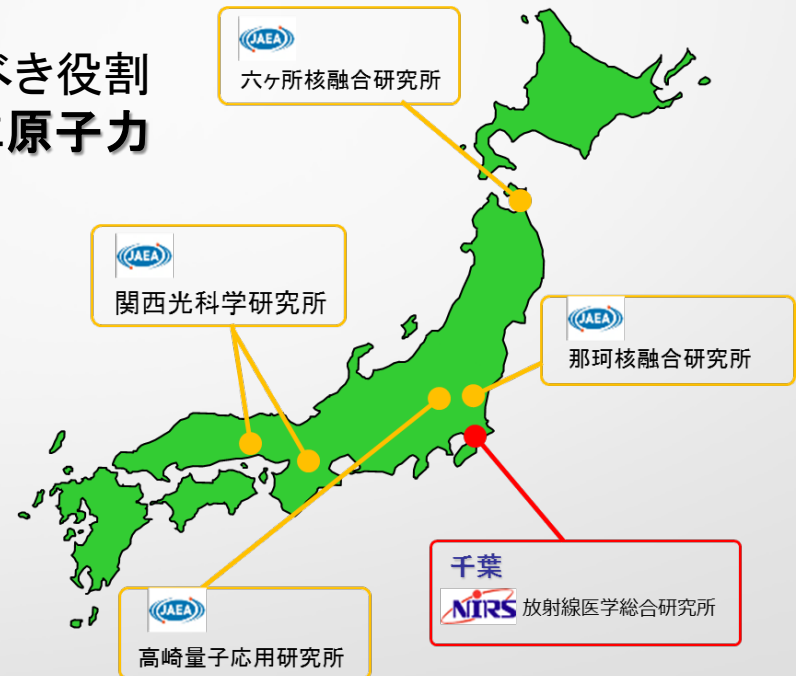 べき役割
原子力
JAEA
六ヶ所核融合研究所
JAEA
関西光科学研究所
JAEA
那珂核融合研究所
千葉
NIRS 放射線医学総合研究所
JAEA
高崎量子応用研究所